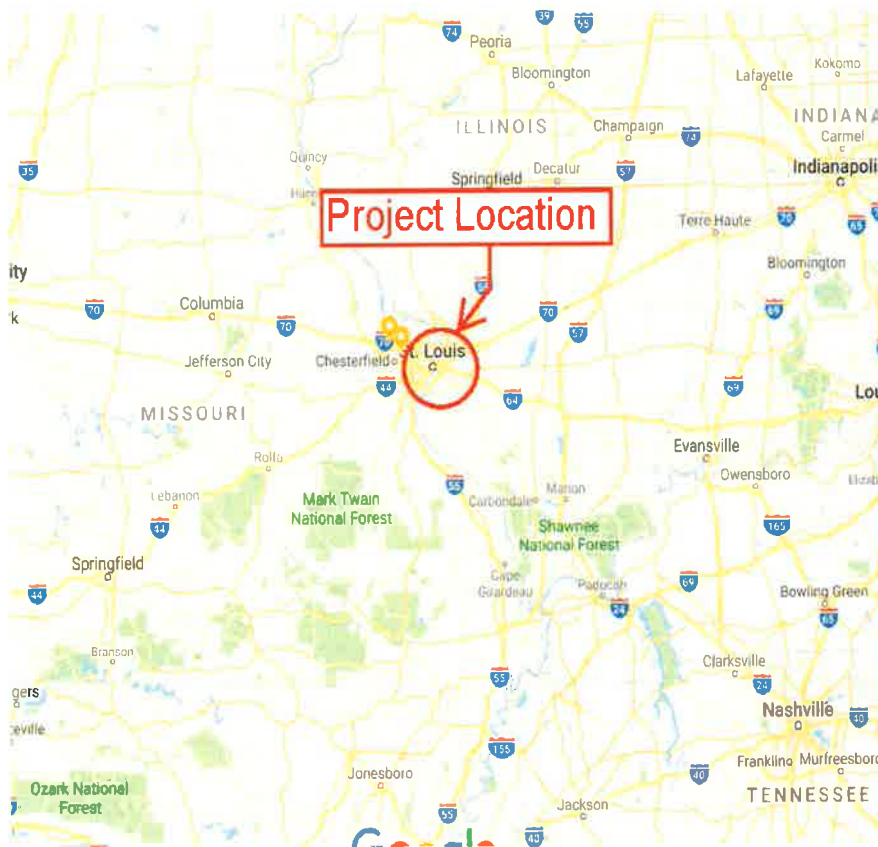 39
55
74
Peoria
Bloomington
Lafayette
Kokomo
INDIANA
ILLINOIS
Champaign
74
Carmel
35
Quincy
Decatur
57
Indianapoli
Springfield
Project Location
Terre Haute
70
65
ity
Bloomington
70
Columbia
70
70
57
69
k
Chesterfield
t. Louis
Jefferson City
44
64
69
Lou
MISSOURI
Evansville
Rolla
Owensboro
Lebanon
Mark Twain
National Forest
55
Carbondale
Marion
44
Shawnee
National Forest
165
Springfield
Cape
Girardeau
Paducah
69
44
24
Bowling Green
65
Branson
Clarksville
gers
55
24
Nashville
40
eville
155
Franklin
Murfreesboro
Jonesboro
40
Ozark National
Forest
TENNESSEE
55
Jackson
40
Google